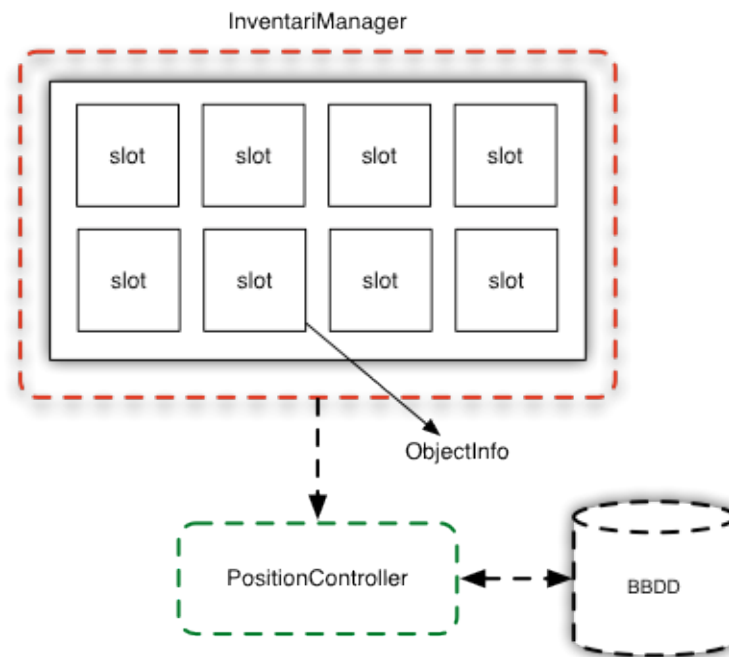 InventariManager
slot slot slot slot
slot slot slot slot
ObjectInfo
PositionController
BBDD